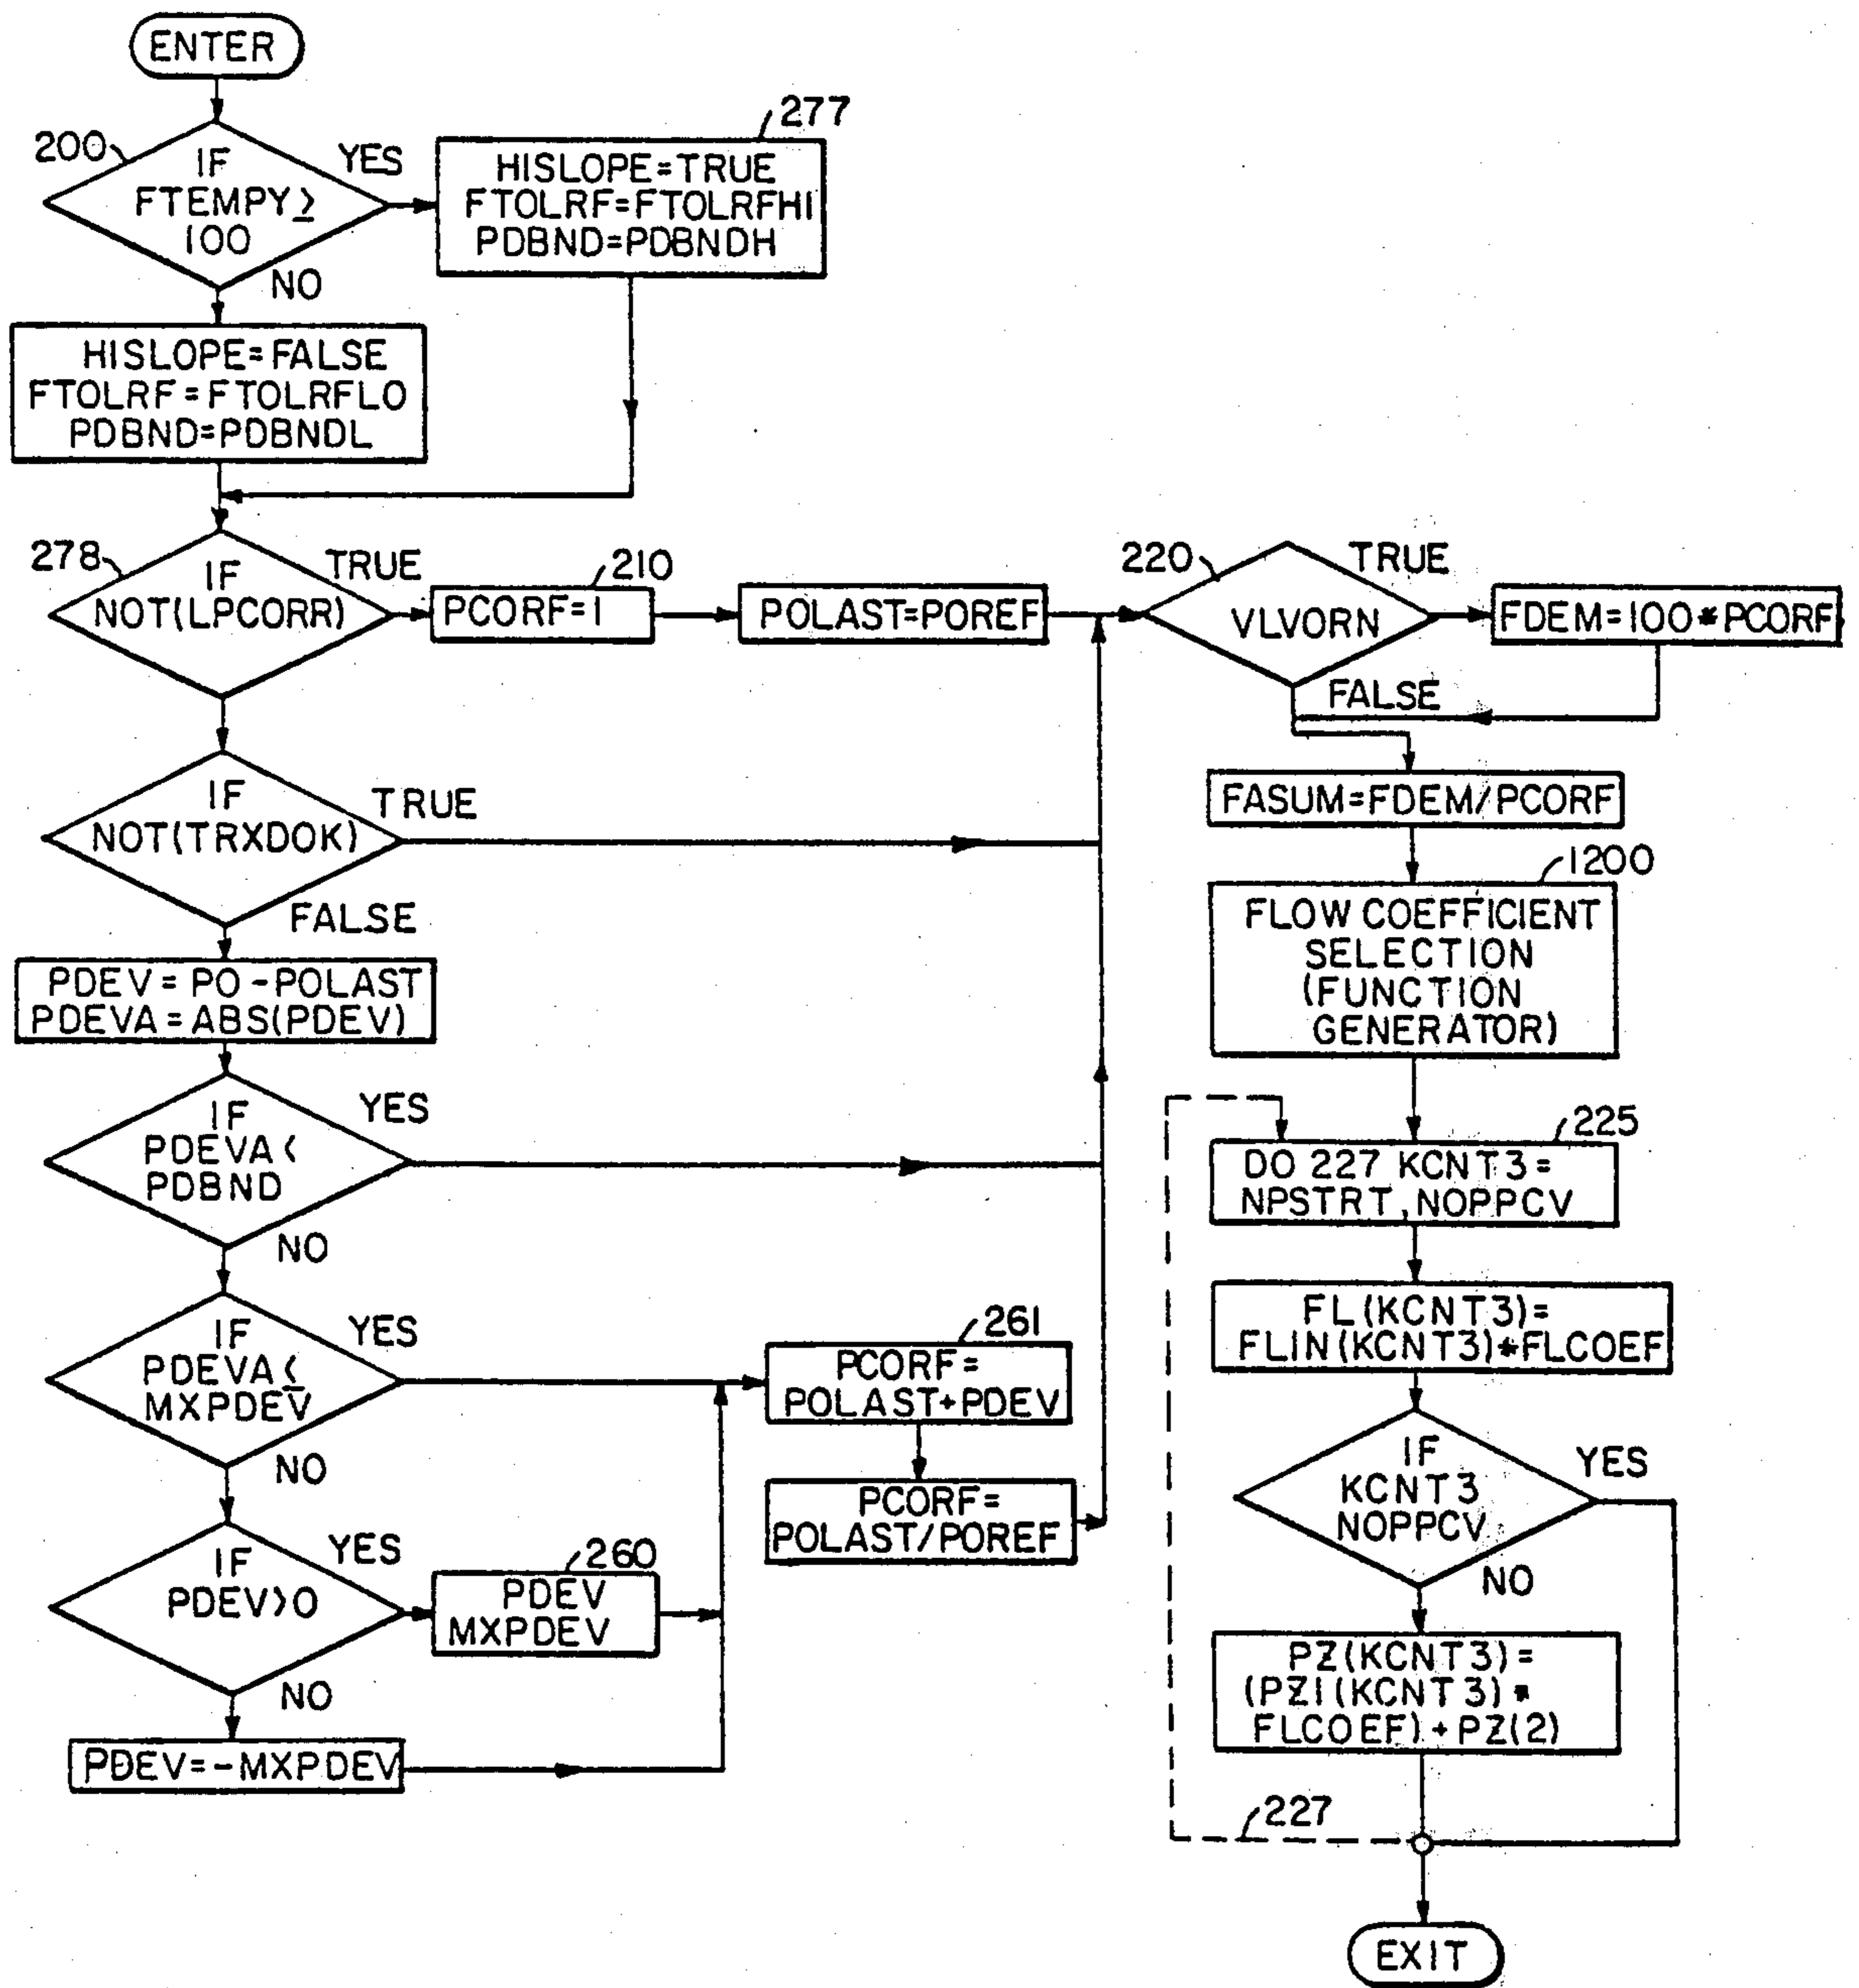 ENTER
200
IF
FTEMPY ≥
100
YES
NO
277
HISLOPE=TRUE
FTOLRF=FTOLRFHI
PDBND=PDBNDH
HISLOPE=FALSE
FTOLRF=FTOLRFLO
PDBND=PDBNDL
278
IF
NOT(LPCORR)
TRUE
210
PCORF=1
POLAST=POREF
IF
NOT(TRXDOK)
TRUE
FALSE
PDEV=PO-POLAST
PDEVA=ABS(PDEV)
IF
PDEVA<
PDBND
YES
NO
IF
PDEVA≤
MXPDEV
YES
NO
261
PCORF=
POLAST+PDEV
PCORF=
POLAST/POREF
IF
PDEV>0
YES
NO
260
PDEV
MXPDEV
PDEV=-MXPDEV
220
VLVORN
TRUE
FALSE
FDEM=100*PCORF
FASUM=FDEM/PCORF
1200
FLOW COEFFICIENT
SELECTION
(FUNCTION
GENERATOR)
225
DO 227 KCNT3=
NPSTRT,NOPPCV
FL(KCNT3)=
FLIN(KCNT3)*FLCOEF
IF
KCNT3
NOPPCV
YES
NO
PZ(KCNT3)=
(PZI(KCNT3)*
FLCOEF)+PZ(2)
227
EXIT